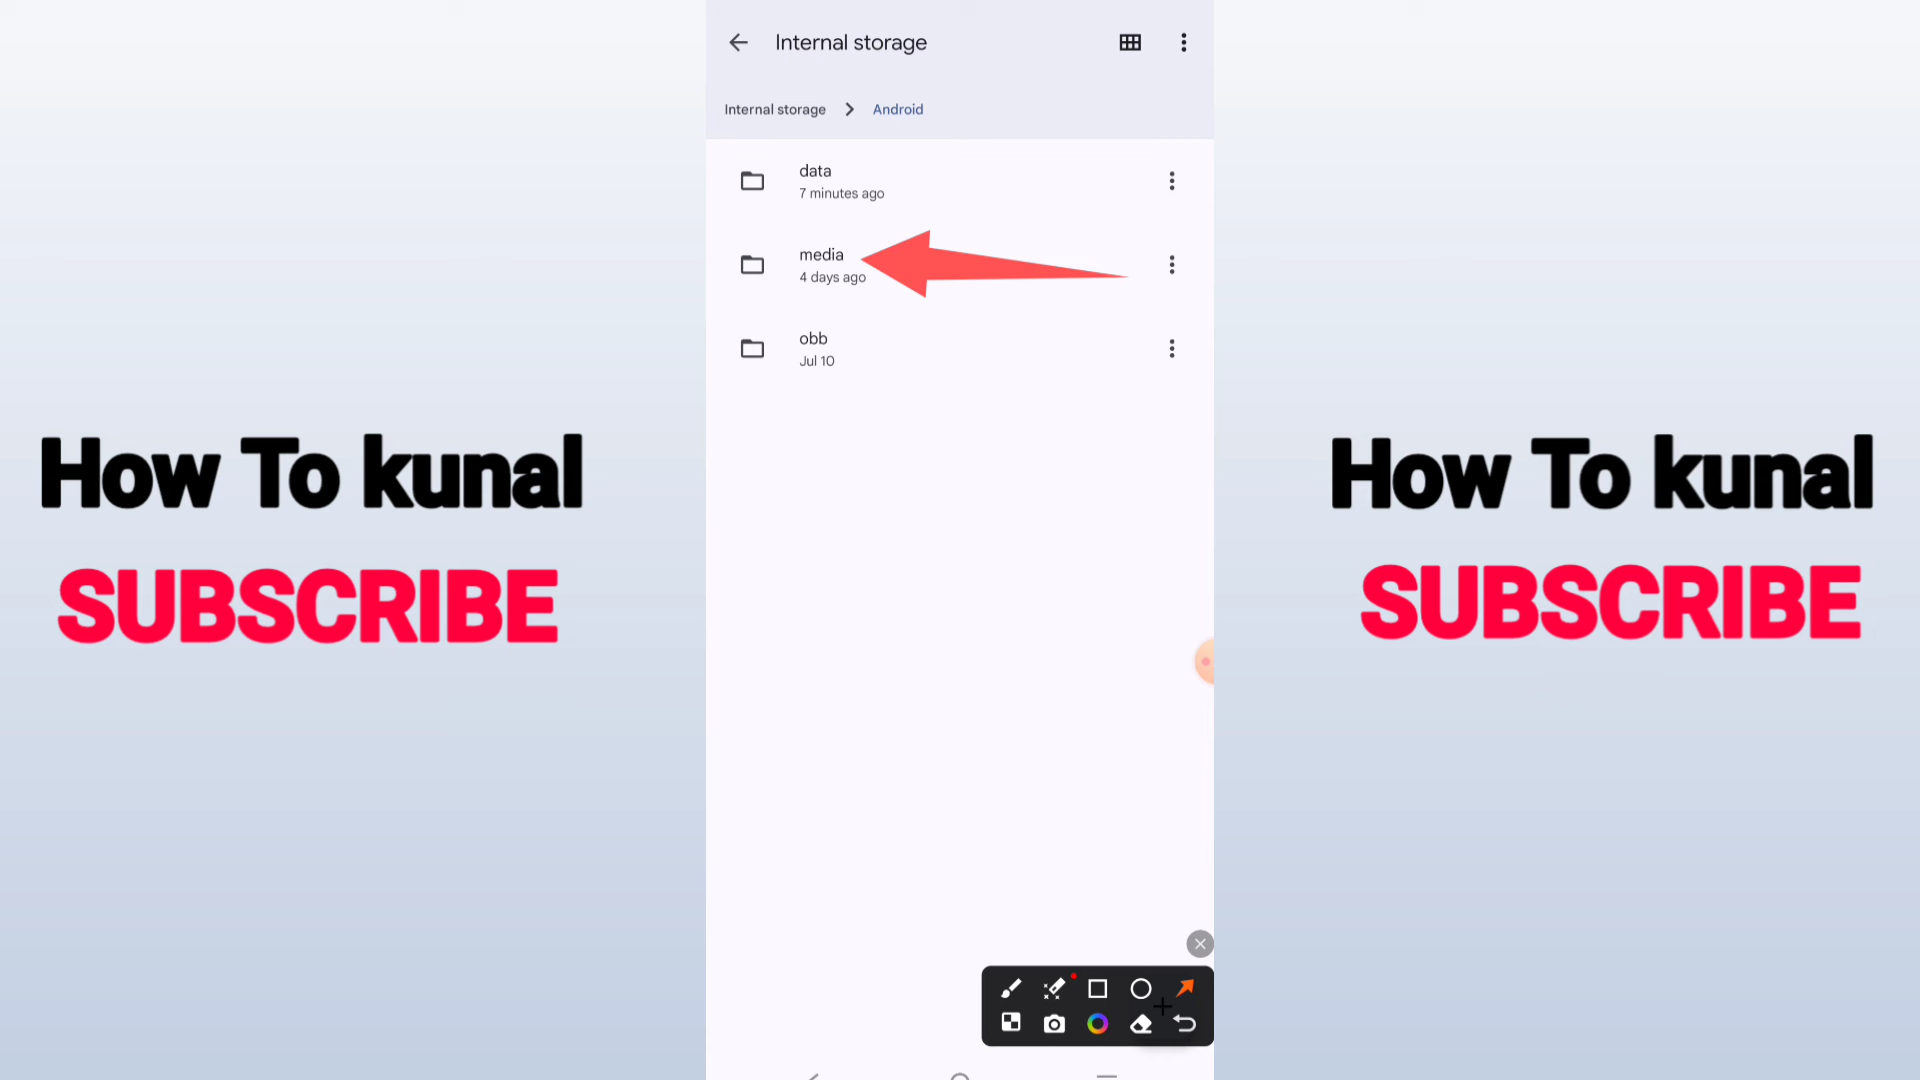 Internal storage
Internal storage > Android
data
7 minutes ago
media
4 days ago
obb
Jul 10
How To kunal
SUBSCRIBE
How To kunal
SUBSCRIBE